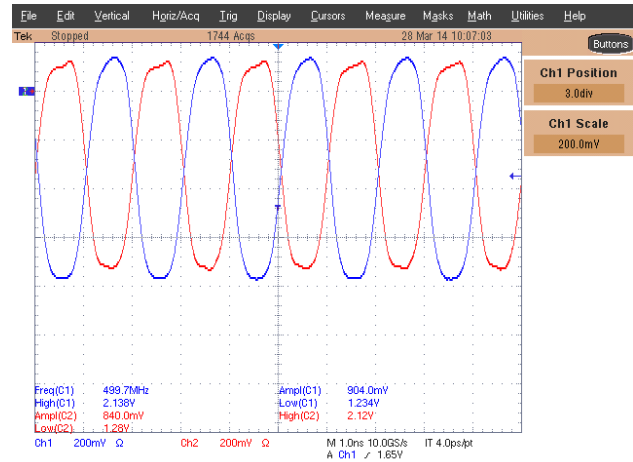 File Edit Vertical Horiz/Acq Trig Display Cursors Measure Masks Math Utilities Help
Tek Stopped 1744 Acqs 28 Mar 14 10:07:03
Buttons
Ch1 Position
3.0div
Ch1 Scale
200.0mV
Freq(C1) 499.7MHz Ampl(C1) 904.0mV
High(C1) 2.138V Low(C1) 1.234V
Ampl(C2) 840.0mV High(C2) 2.12V
Low(C2) 1.28V
Ch1 200mV Ω Ch2 200mV Ω M 1.0ns 10.0GS/s IT 4.0ps/pt
A Ch1 ∕ 1.65V